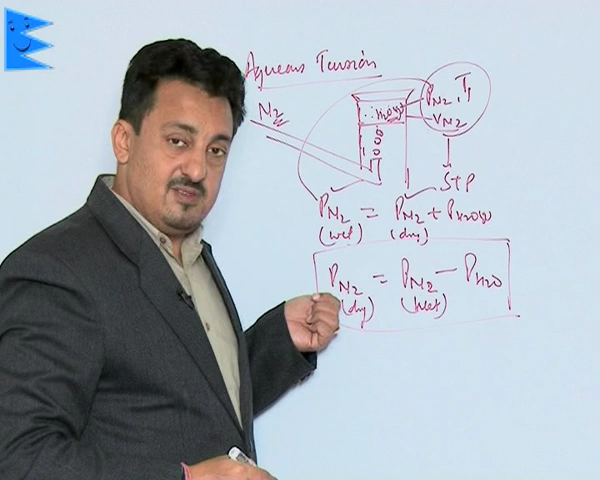 Aqueous Tension
N2
PN2, T1
VN2
STP
PN2 = PN2 + PH2O(g)
(wet) (dry)
PN2 = PN2 - PH2O
(dry) (wet)